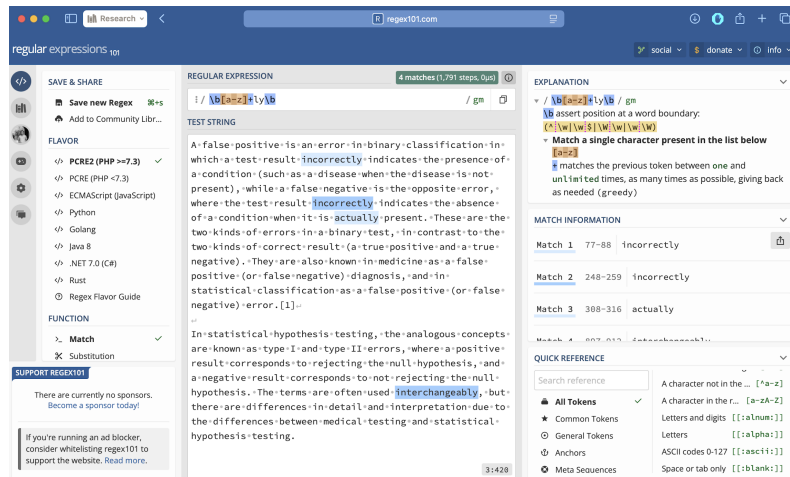 Research
regex101.com
regular expressions 101
social
donate
info
SAVE & SHARE
Save new Regex ⌘+s
Add to Community Libr...
FLAVOR
PCRE2 (PHP >=7.3)
PCRE (PHP <7.3)
ECMAScript (JavaScript)
Python
Golang
Java 8
.NET 7.0 (C#)
Rust
Regex Flavor Guide
FUNCTION
Match
Substitution
SUPPORT REGEX101
There are currently no sponsors.
Become a sponsor today!
If you're running an ad blocker,
consider whitelisting regex101 to
support the website. Read more.
REGULAR EXPRESSION
4 matches (1,791 steps, 0µs)
/ \b[a-z]+ly\b / gm
TEST STRING
A false positive is an error in binary classification in
which a test result incorrectly indicates the presence of
a condition (such as a disease when the disease is not
present), while a false negative is the opposite error,
where the test result incorrectly indicates the absence
of a condition when it is actually present. These are the
two kinds of errors in a binary test, in contrast to the
two kinds of correct result (a true positive and a true
negative). They are also known in medicine as a false
positive (or false negative) diagnosis, and in
statistical classification as a false positive (or false
negative) error.[1]
In statistical hypothesis testing, the analogous concepts
are known as type I and type II errors, where a positive
result corresponds to rejecting the null hypothesis, and
a negative result corresponds to not rejecting the null
hypothesis. The terms are often used interchangeably, but
there are differences in detail and interpretation due to
the differences between medical testing and statistical
hypothesis testing.
3:420
EXPLANATION
/ \b[a-z]+ly\b / gm
\b assert position at a word boundary:
(^\w|\w$|\W\w|\w\W)
Match a single character present in the list below
[a-z]
+ matches the previous token between one and
unlimited times, as many times as possible, giving back
as needed (greedy)
MATCH INFORMATION
Match 1 77-88 incorrectly
Match 2 248-259 incorrectly
Match 3 308-316 actually
Match 4 897-912 interchangeably
QUICK REFERENCE
Search reference
All Tokens
Common Tokens
General Tokens
Anchors
Meta Sequences
A character not in the ... [^a-z]
A character in the r... [a-zA-Z]
Letters and digits [[:alnum:]]
Letters [[:alpha:]]
ASCII codes 0-127 [[:ascii:]]
Space or tab only [[:blank:]]